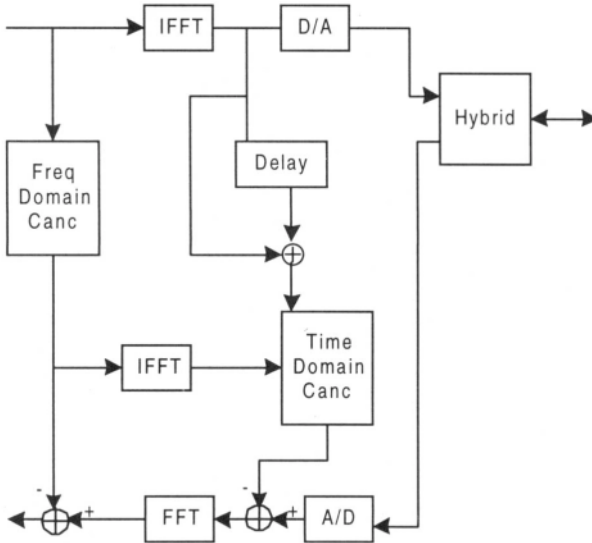 IFFT
D/A
Hybrid
Freq
Domain
Canc
Delay
Time
Domain
Canc
IFFT
-
-
+
FFT
+
A/D